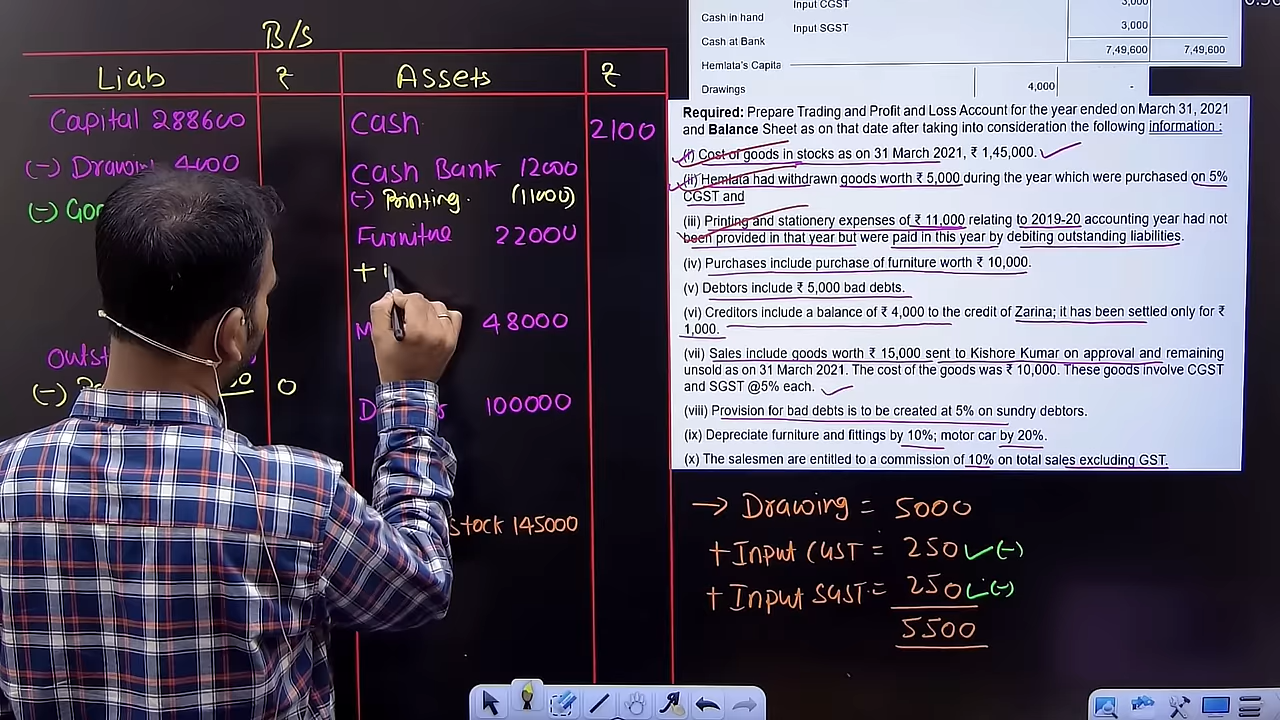 B/S
Liab ₹ Assets ₹
Capital 288600
(-) Drawing 4000
(-)
0
(-)
Cash 2100
Cash Bank 12000
(-) Printing. (11000)
Furnitue 22000
+
48000
100000
Stock 145000
Input CGST 3,000
Cash in hand
Input SGST 3,000
Cash at Bank
7,49,600 7,49,600
Hemlata's Capita
Drawings 4,000 -
Required: Prepare Trading and Profit and Loss Account for the year ended on March 31, 2021
and Balance Sheet as on that date after taking into consideration the following information :
(i) Cost of goods in stocks as on 31 March 2021, ₹ 1,45,000.
(ii) Hemlata had withdrawn goods worth ₹ 5,000 during the year which were purchased on 5%
CGST and
(iii) Printing and stationery expenses of ₹ 11,000 relating to 2019-20 accounting year had not
been provided in that year but were paid in this year by debiting outstanding liabilities.
(iv) Purchases include purchase of furniture worth ₹ 10,000.
(v) Debtors include ₹ 5,000 bad debts.
(vi) Creditors include a balance of ₹ 4,000 to the credit of Zarina; it has been settled only for ₹
1,000.
(vii) Sales include goods worth ₹ 15,000 sent to Kishore Kumar on approval and remaining
unsold as on 31 March 2021. The cost of the goods was ₹ 10,000. These goods involve CGST
and SGST @5% each.
(viii) Provision for bad debts is to be created at 5% on sundry debtors.
(ix) Depreciate furniture and fittings by 10%; motor car by 20%.
(x) The salesmen are entitled to a commission of 10% on total sales excluding GST.
→ Drawing = 5000
+ Input CGST = 250 (-)
+ Input SGST = 250 (-)
5500